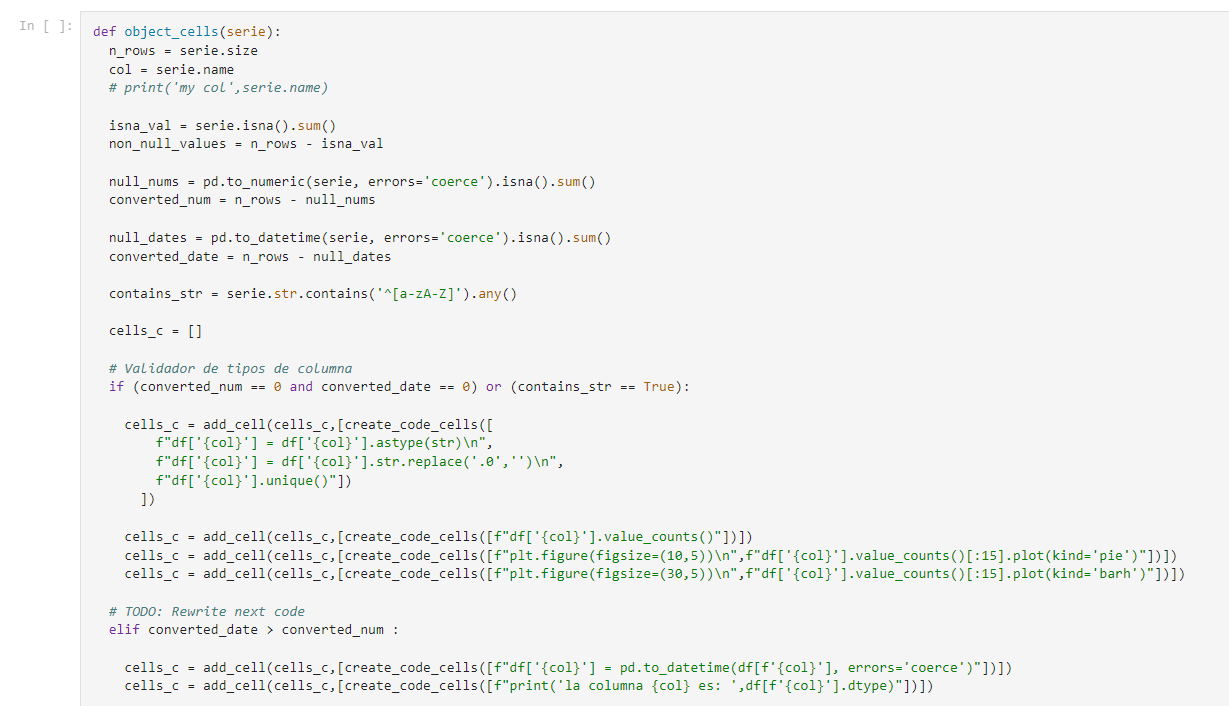 In [ ]:
def object_cells(serie):
  n_rows = serie.size
  col = serie.name
  # print('my col',serie.name)

  isna_val = serie.isna().sum()
  non_null_values = n_rows - isna_val

  null_nums = pd.to_numeric(serie, errors='coerce').isna().sum()
  converted_num = n_rows - null_nums

  null_dates = pd.to_datetime(serie, errors='coerce').isna().sum()
  converted_date = n_rows - null_dates

  contains_str = serie.str.contains('^[a-zA-Z]').any()

  cells_c = []

  # Validador de tipos de columna
  if (converted_num == 0 and converted_date == 0) or (contains_str == True):

    cells_c = add_cell(cells_c,[create_code_cells([
        f"df['{col}'] = df['{col}'].astype(str)\n",
        f"df['{col}'] = df['{col}'].str.replace('.0','')\n",
        f"df['{col}'].unique()"])
      ])

    cells_c = add_cell(cells_c,[create_code_cells([f"df['{col}'].value_counts()"])])
    cells_c = add_cell(cells_c,[create_code_cells([f"plt.figure(figsize=(10,5))\n",f"df['{col}'].value_counts()[:15].plot(kind='pie')"])])
    cells_c = add_cell(cells_c,[create_code_cells([f"plt.figure(figsize=(30,5))\n",f"df['{col}'].value_counts()[:15].plot(kind='barh')"])])

  # TODO: Rewrite next code
  elif converted_date > converted_num :

    cells_c = add_cell(cells_c,[create_code_cells([f"df['{col}'] = pd.to_datetime(df[f'{col}'], errors='coerce')"])])
    cells_c = add_cell(cells_c,[create_code_cells([f"print('la columna {col} es: ',df[f'{col}'].dtype)"])])